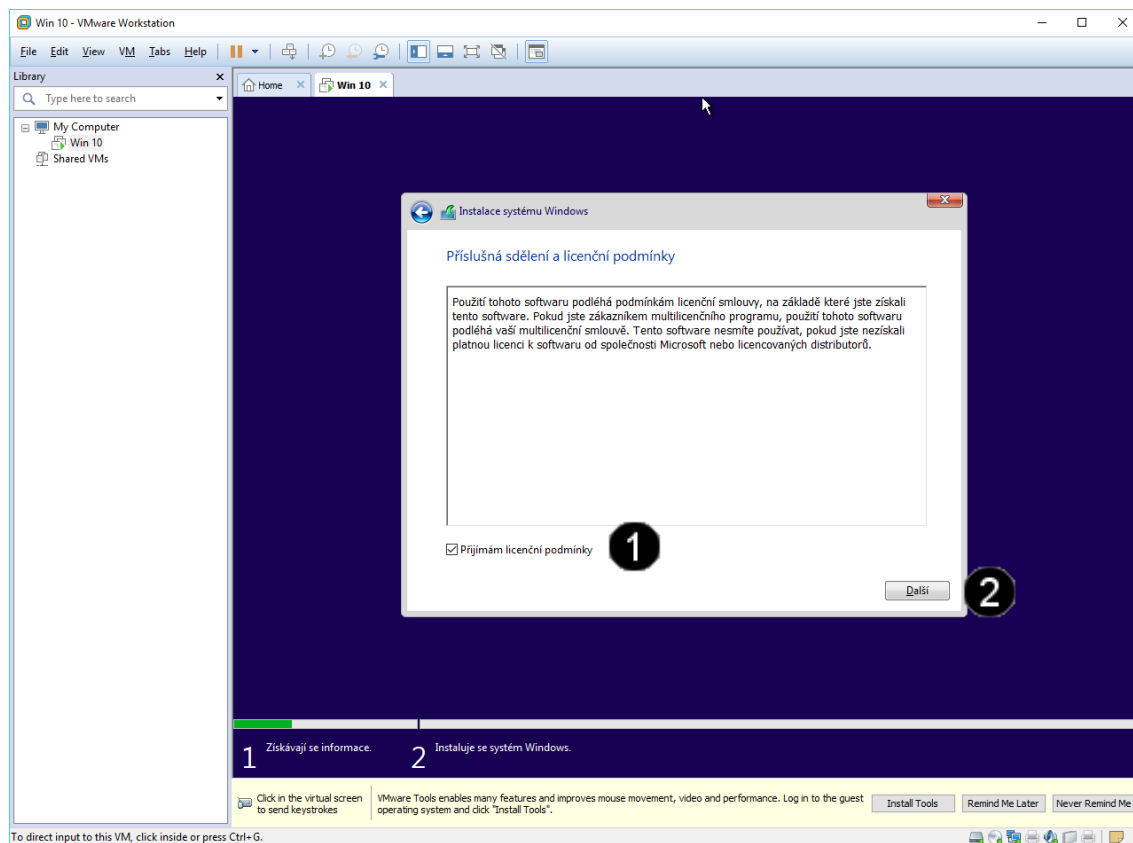 Win 10 - VMware Workstation
File Edit View VM Tabs Help
Library
Type here to search
My Computer
Win 10
Shared VMs
Home
Win 10
Instalace systému Windows
Příslušná sdělení a licenční podmínky
Použití tohoto softwaru podléhá podmínkám licenční smlouvy, na základě které jste získali
tento software. Pokud jste zákazníkem multilicenčního programu, použití tohoto softwaru
podléhá vaší multilicenční smlouvě. Tento software nesmíte používat, pokud jste nezískali
platnou licenci k softwaru od společnosti Microsoft nebo licencovaných distributorů.
Přijímám licenční podmínky
1
Další
2
1 Získávají se informace.
2 Instaluje se systém Windows.
Click in the virtual screen
to send keystrokes
VMware Tools enables many features and improves mouse movement, video and performance. Log in to the guest
operating system and click "Install Tools".
Install Tools
Remind Me Later
Never Remind Me
To direct input to this VM, click inside or press Ctrl+G.